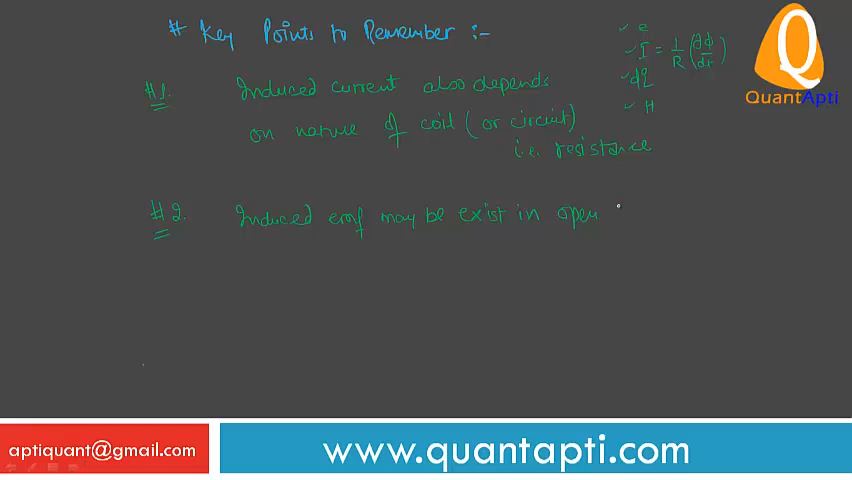 # Key Points to Remember :-
✓ e
✓ I = 1/R (dϕ/dt)
✓ dq
✓ H
QuantApti
#1. Induced current also depends
on nature of coil (or circuit)
i.e. resistance
#2. Induced emf may be exist in open
aptiquant@gmail.com
www.quantapti.com